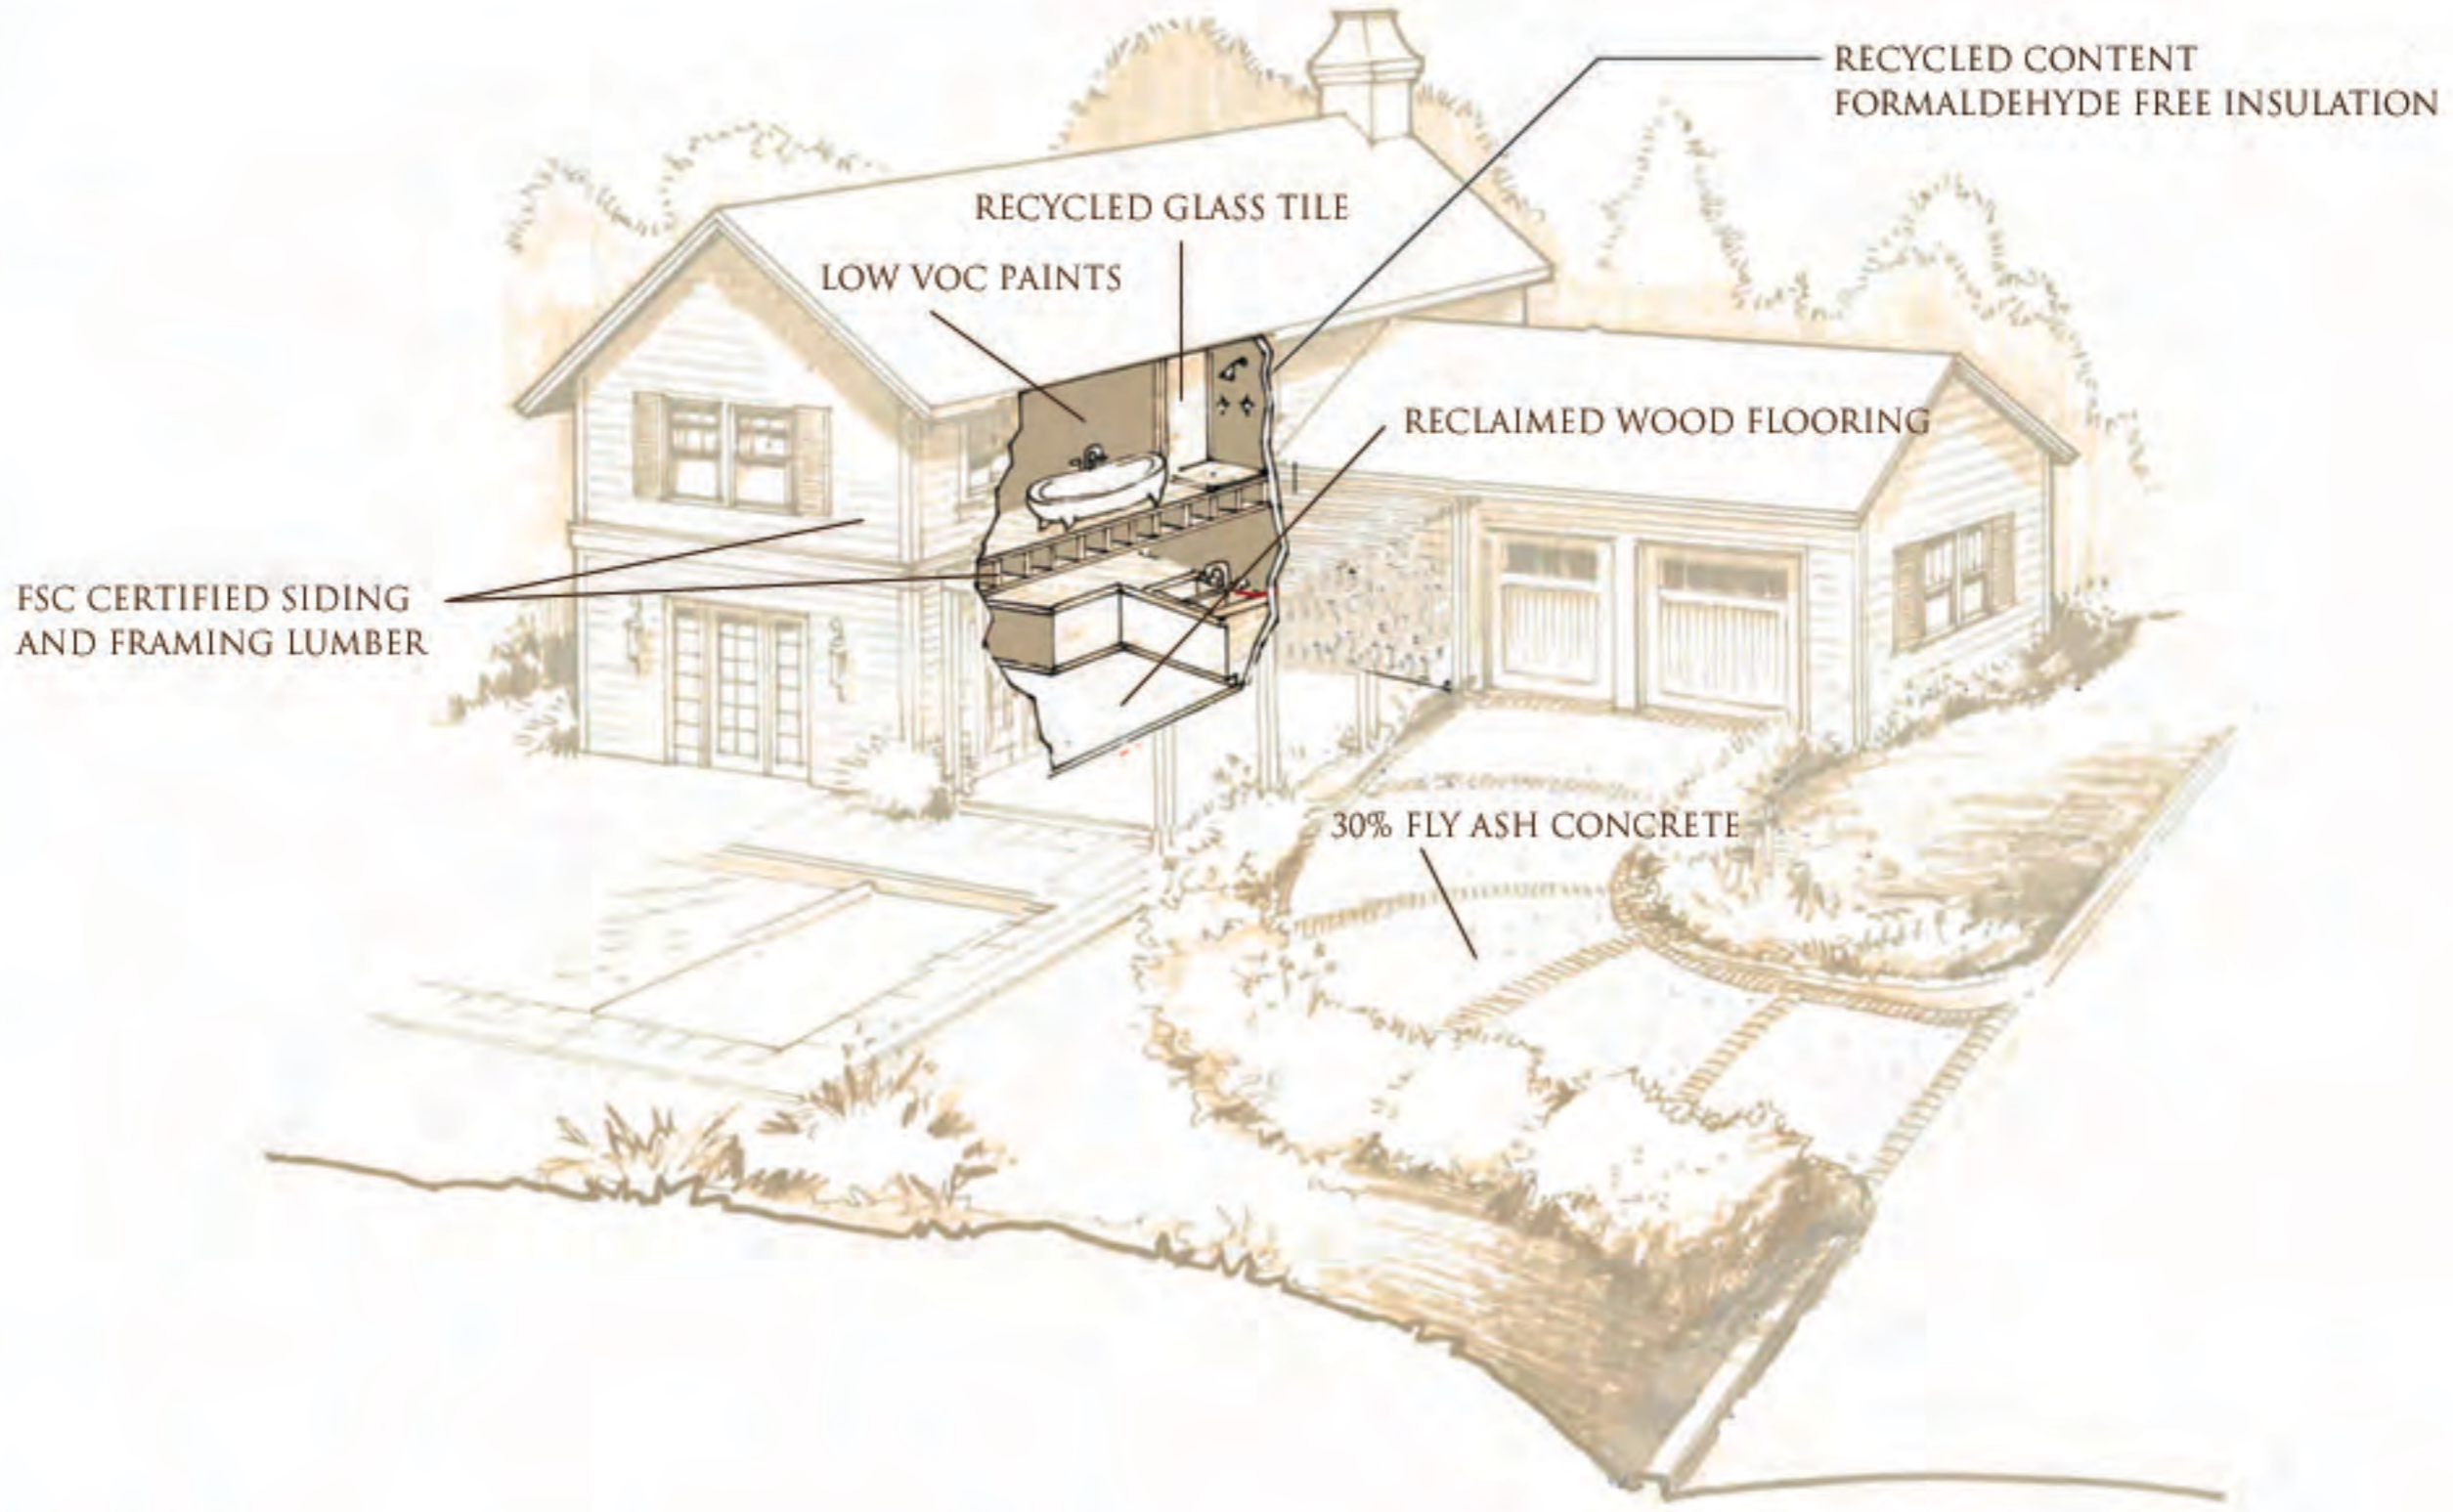 RECYCLED CONTENT
FORMALDEHYDE FREE INSULATION
RECYCLED GLASS TILE
LOW VOC PAINTS
RECLAIMED WOOD FLOORING
FSC CERTIFIED SIDING
AND FRAMING LUMBER
30% FLY ASH CONCRETE